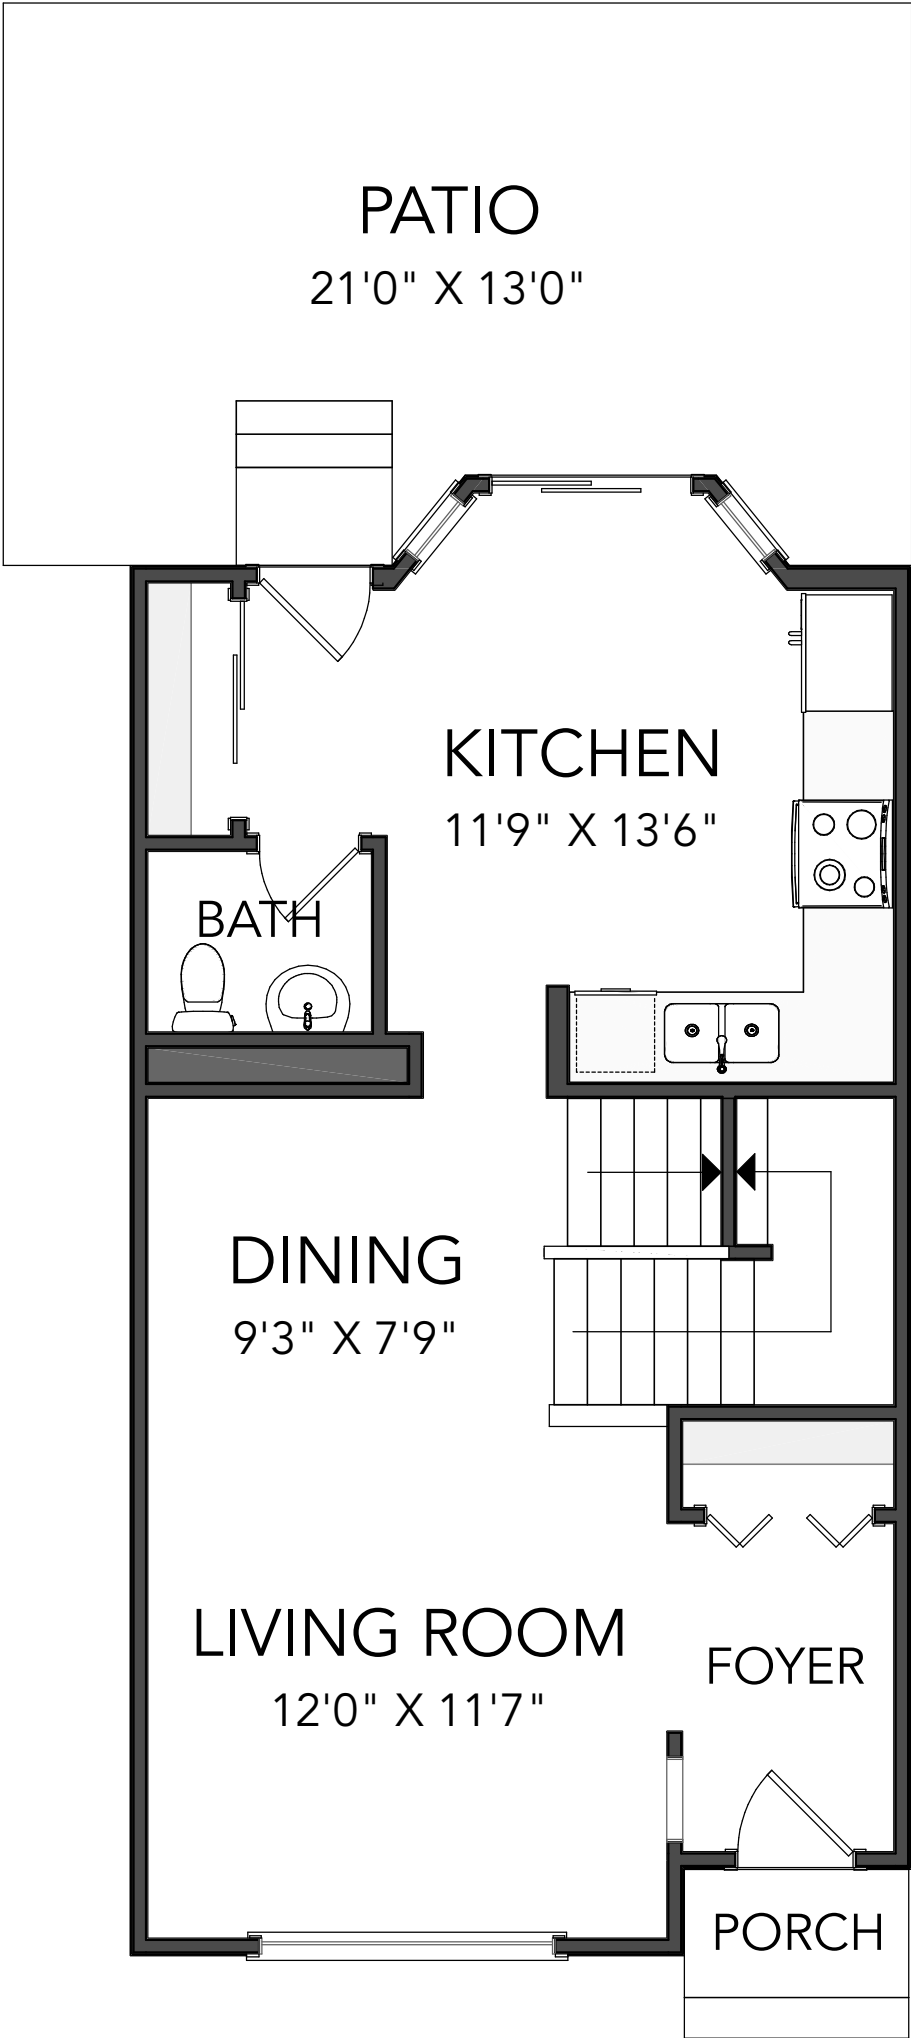 PATIO
21'0" X 13'0"
KITCHEN
11'9" X 13'6"
BATH
DINING
9'3" X 7'9"
LIVING ROOM
12'0" X 11'7"
FOYER
PORCH